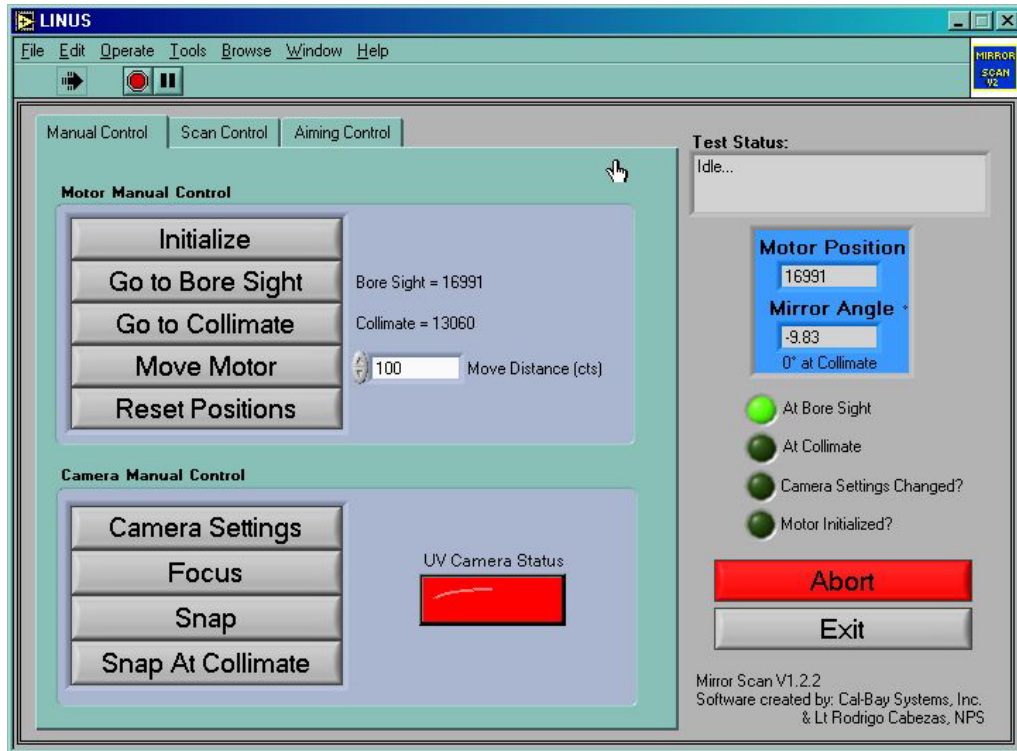 LINUS
File Edit Operate Tools Browse Window Help
MIRROR
SCAN
V2
Manual Control
Scan Control
Aiming Control
Motor Manual Control
Initialize
Go to Bore Sight
Bore Sight = 16991
Go to Collimate
Collimate = 13060
Move Motor
100 Move Distance (cts)
Reset Positions
Camera Manual Control
Camera Settings
Focus
Snap
Snap At Collimate
UV Camera Status
Test Status:
Idle...
Motor Position
16991
Mirror Angle °
-9.83
0° at Collimate
At Bore Sight
At Collimate
Camera Settings Changed?
Motor Initialized?
Abort
Exit
Mirror Scan V1.2.2
Software created by: Cal-Bay Systems, Inc.
& Lt Rodrigo Cabezas, NPS